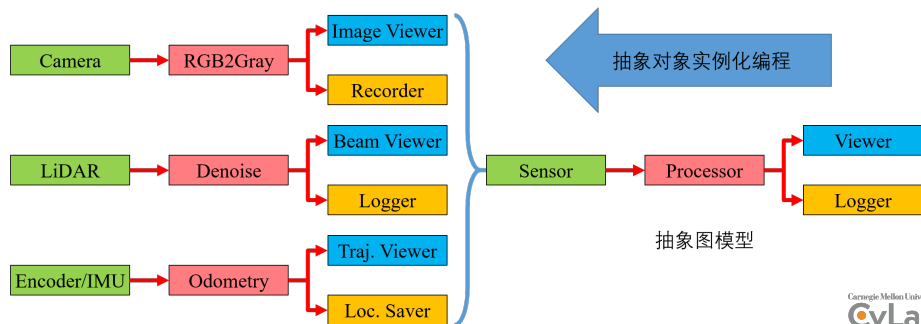 Image Viewer
Camera
RGB2Gray
Recorder
抽象对象实例化编程
Beam Viewer
Viewer
LiDAR
Denoise
Sensor
Processor
Logger
Logger
Traj. Viewer
抽象图模型
Encoder/IMU
Odometry
Loc. Saver
Carnegie Mellon Univ
CyLa